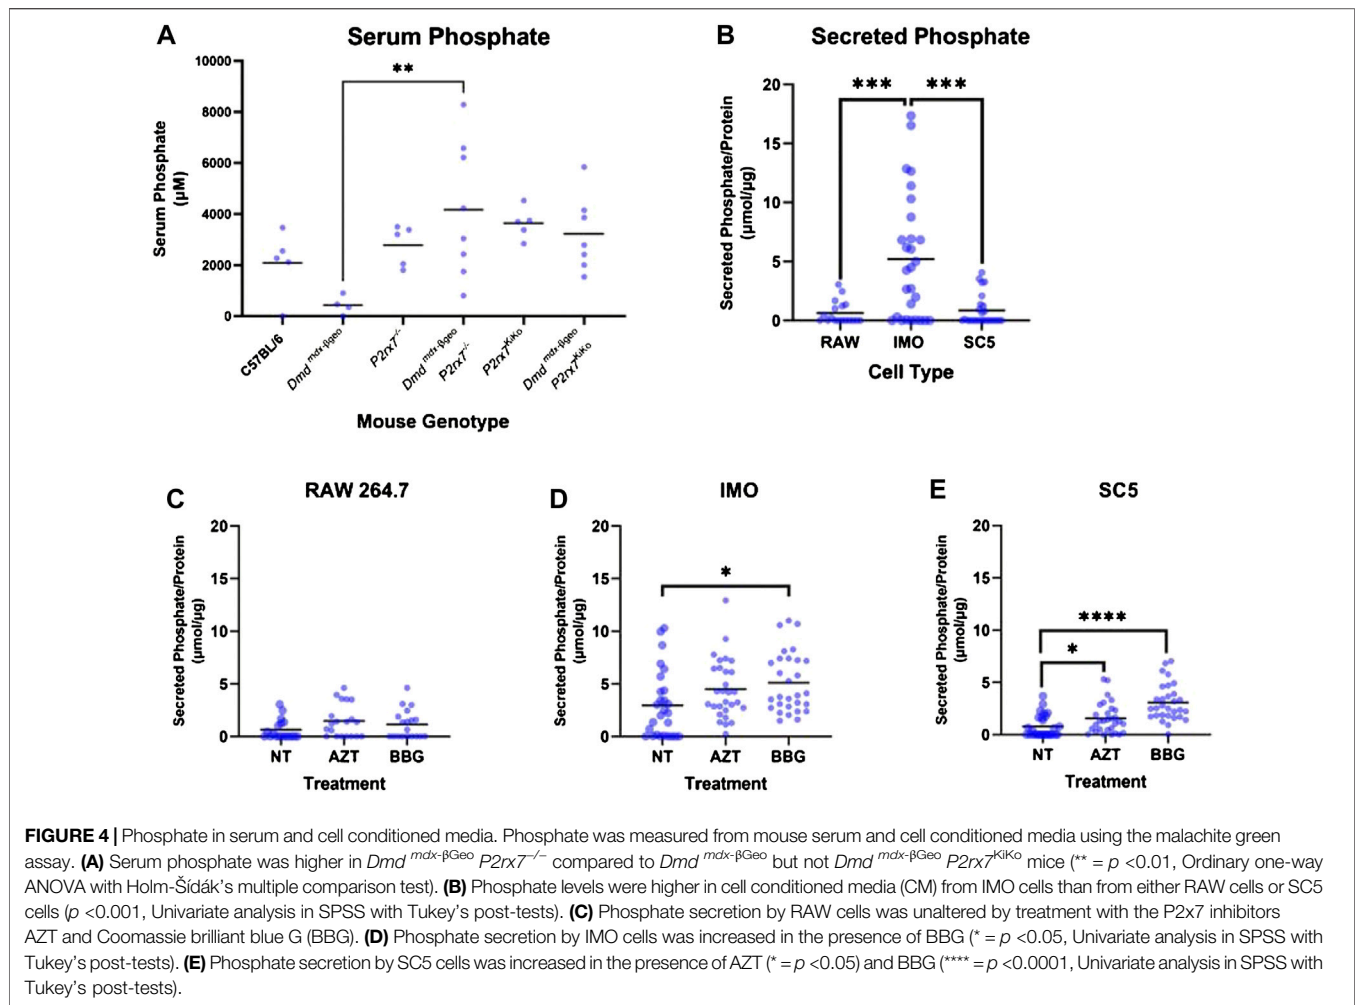 A
Serum Phosphate
Serum Phosphate
(µM)
10000
8000
6000
4000
2000
0
**
C57BL/6
Dmd mdx-βgeo
P2rx7-/-
Dmd mdx-βgeo
P2rx7-/-
P2rx7KiKo
Dmd mdx-βgeo
P2rx7KiKo
Mouse Genotype
B
Secreted Phosphate
Secreted Phosphate/Protein
(µmol/µg)
20
15
10
5
0
***
***
RAW
IMO
SC5
Cell Type
C
RAW 264.7
Secreted Phosphate/Protein
(µmol/µg)
20
15
10
5
0
NT
AZT
BBG
Treatment
D
IMO
Secreted Phosphate/Protein
(µmol/µg)
20
15
10
5
0
*
NT
AZT
BBG
Treatment
E
SC5
Secreted Phosphate/Protein
(µmol/µg)
20
15
10
5
0
****
*
NT
AZT
BBG
Treatment
FIGURE 4 | Phosphate in serum and cell conditioned media. Phosphate was measured from mouse serum and cell conditioned media using the malachite green
assay. (A) Serum phosphate was higher in Dmd mdx-βGeo P2rx7−/− compared to Dmd mdx-βGeo but not Dmd mdx-βGeo P2rx7KiKo mice (** = p <0.01, Ordinary one-way
ANOVA with Holm-Šídák's multiple comparison test). (B) Phosphate levels were higher in cell conditioned media (CM) from IMO cells than from either RAW cells or SC5
cells (p <0.001, Univariate analysis in SPSS with Tukey's post-tests). (C) Phosphate secretion by RAW cells was unaltered by treatment with the P2x7 inhibitors
AZT and Coomassie brilliant blue G (BBG). (D) Phosphate secretion by IMO cells was increased in the presence of BBG (* = p <0.05, Univariate analysis in SPSS with
Tukey's post-tests). (E) Phosphate secretion by SC5 cells was increased in the presence of AZT (* = p <0.05) and BBG (**** = p <0.0001, Univariate analysis in SPSS with
Tukey's post-tests).